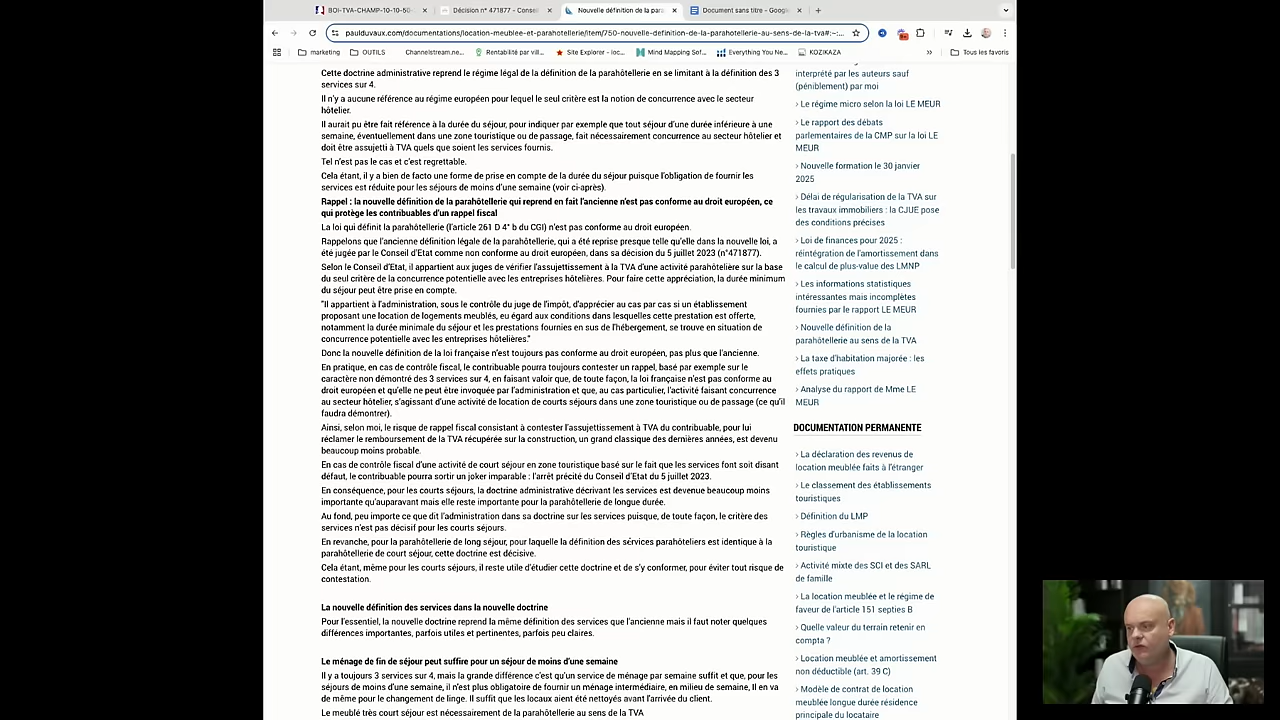 BOI-TVA-CHAMP-10-10-50-
Décision n° 471877 - Conseil
Nouvelle définition de la para
Document sans titre - Google
paulduvaux.com/documentations/location-meublee-et-parahotellerie/item/750-nouvelle-definition-de-la-parahotellerie-au-sens-de-la-tva#:~:...
marketing
OUTILS
Channelstream.ne...
Rentabilité par vill...
Site Explorer - loc...
Mind Mapping Sof...
Everything You Ne...
KOZIKAZA
»
Tous les favoris
Cette doctrine administrative reprend le régime légal de la définition de la parahôtellerie en se limitant à la définition des 3
services sur 4.
Il n'y a aucune référence au régime européen pour lequel le seul critère est la notion de concurrence avec le secteur
hôtelier.
Il aurait pu être fait référence à la durée du séjour, pour indiquer par exemple que tout séjour d'une durée inférieure à une
semaine, éventuellement dans une zone touristique ou de passage, fait nécessairement concurrence au secteur hôtelier et
doit être assujetti à TVA quels que soient les services fournis.
Tel n'est pas le cas et c'est regrettable.
Cela étant, il y a bien de facto une forme de prise en compte de la durée du séjour puisque l'obligation de fournir les
services est réduite pour les séjours de moins d'une semaine (voir ci-après).
Rappel : la nouvelle définition de la parahôtellerie qui reprend en fait l'ancienne n'est pas conforme au droit européen, ce
qui protège les contribuables d'un rappel fiscal
La loi qui définit la parahôtellerie (l'article 261 D 4° b du CGI) n'est pas conforme au droit européen.
Rappelons que l'ancienne définition légale de la parahôtellerie, qui a été reprise presque telle qu'elle dans la nouvelle loi, a
été jugée par le Conseil d'Etat comme non conforme au droit européen, dans sa décision du 5 juillet 2023 (n°471877).
Selon le Conseil d'Etat, il appartient aux juges de vérifier l'assujettissement à la TVA d'une activité parahôtelière sur la base
du seul critère de la concurrence potentielle avec les entreprises hôtelières. Pour faire cette appréciation, la durée minimum
du séjour peut être prise en compte.
"Il appartient à l'administration, sous le contrôle du juge de l'impôt, d'apprécier au cas par cas si un établissement
proposant une location de logements meublés, eu égard aux conditions dans lesquelles cette prestation est offerte,
notamment la durée minimale du séjour et les prestations fournies en sus de l'hébergement, se trouve en situation de
concurrence potentielle avec les entreprises hôtelières."
Donc la nouvelle définition de la loi française n'est toujours pas conforme au droit européen, pas plus que l'ancienne.
En pratique, en cas de contrôle fiscal, le contribuable pourra toujours contester un rappel, basé par exemple sur le
caractère non démontré des 3 services sur 4, en faisant valoir que, de toute façon, la loi française n'est pas conforme au
droit européen et qu'elle ne peut être invoquée par l'administration et que, au cas particulier, l'activité faisant concurrence
au secteur hôtelier, s'agissant d'une activité de location de courts séjours dans une zone touristique ou de passage (ce qu'il
faudra démontrer).
Ainsi, selon moi, le risque de rappel fiscal consistant à contester l'assujettissement à TVA du contribuable, pour lui
réclamer le remboursement de la TVA récupérée sur la construction, un grand classique des dernières années, est devenu
beaucoup moins probable.
En cas de contrôle fiscal d'une activité de court séjour en zone touristique basé sur le fait que les services font soit disant
défaut, le contribuable pourra sortir un joker imparable : l'arrêt précité du Conseil d'Etat du 5 juillet 2023.
En conséquence, pour les courts séjours, la doctrine administrative décrivant les services est devenue beaucoup moins
importante qu'auparavant mais elle reste importante pour la parahôtellerie de longue durée.
Au fond, peu importe ce que dit l'administration dans sa doctrine sur les services puisque, de toute façon, le critère des
services n'est pas décisif pour les courts séjours.
En revanche, pour la parahôtellerie de long séjour, pour laquelle la définition des services parahôteliers est identique à la
parahôtellerie de court séjour, cette doctrine est décisive.
Cela étant, même pour les courts séjours, il reste utile d'étudier cette doctrine et de s'y conformer, pour éviter tout risque de
contestation.
La nouvelle définition des services dans la nouvelle doctrine
Pour l'essentiel, la nouvelle doctrine reprend la même définition des services que l'ancienne mais il faut noter quelques
différences importantes, parfois utiles et pertinentes, parfois peu claires.
Le ménage de fin de séjour peut suffire pour un séjour de moins d'une semaine
Il y a toujours 3 services sur 4, mais la grande différence c'est qu'un service de ménage par semaine suffit et que, pour les
séjours de moins d'une semaine, il n'est plus obligatoire de fournir un ménage intermédiaire, en milieu de semaine, Il en va
de même pour le changement de linge. Il suffit que les locaux aient été nettoyés avant l'arrivée du client.
Le meublé très court séjour est nécessairement de la parahôtellerie au sens de la TVA
interprété par les auteurs sauf
(péniblement) par moi
› Le régime micro selon la loi LE MEUR
› Le rapport des débats
parlementaires de la CMP sur la loi LE
MEUR
› Nouvelle formation le 30 janvier
2025
› Délai de régularisation de la TVA sur
les travaux immobiliers : la CJUE pose
des conditions précises
› Loi de finances pour 2025 :
réintégration de l'amortissement dans
le calcul de plus-value des LMNP
› Les informations statistiques
intéressantes mais incomplètes
fournies par le rapport LE MEUR
› Nouvelle définition de la
parahôtellerie au sens de la TVA
› La taxe d'habitation majorée : les
effets pratiques
› Analyse du rapport de Mme LE
MEUR
DOCUMENTATION PERMANENTE
› La déclaration des revenus de
location meublée faits à l'étranger
› Le classement des établissements
touristiques
› Définition du LMP
› Règles d'urbanisme de la location
touristique
› Activité mixte des SCI et des SARL
de famille
› La location meublée et le régime de
faveur de l'article 151 septies B
› Quelle valeur du terrain retenir en
compta ?
› Location meublée et amortissement
non déductible (art. 39 C)
› Modèle de contrat de location
meublée longue durée résidence
principale du locataire